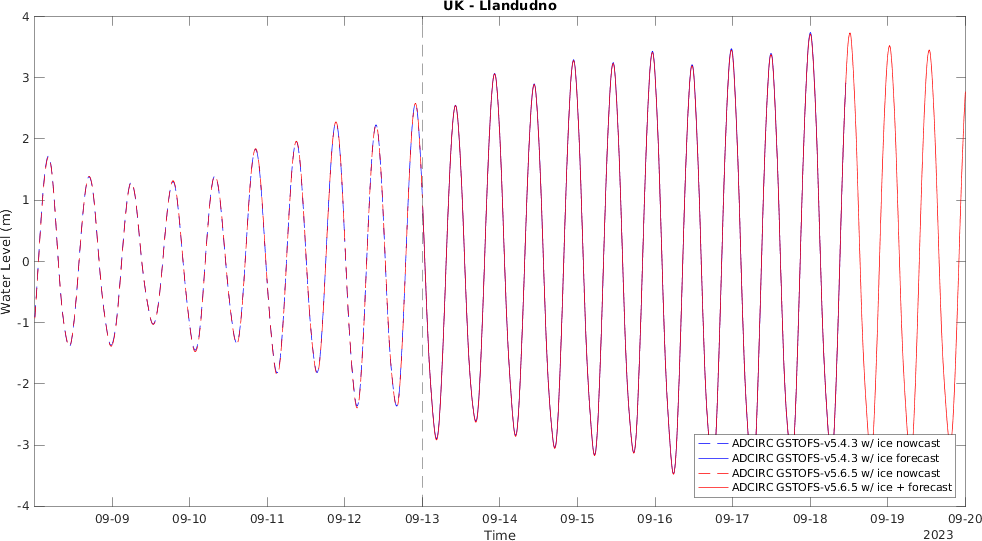 UK - Llandudno
4
3
2
1
0
-1
-2
-3
-4
Water Level (m)
ADCIRC GSTOFS-v5.4.3 w/ ice nowcast
ADCIRC GSTOFS-v5.4.3 w/ ice forecast
ADCIRC GSTOFS-v5.6.5 w/ ice nowcast
ADCIRC GSTOFS-v5.6.5 w/ ice + forecast
09-09 09-10 09-11 09-12 09-13 09-14 09-15 09-16 09-17 09-18 09-19 09-20
Time
2023